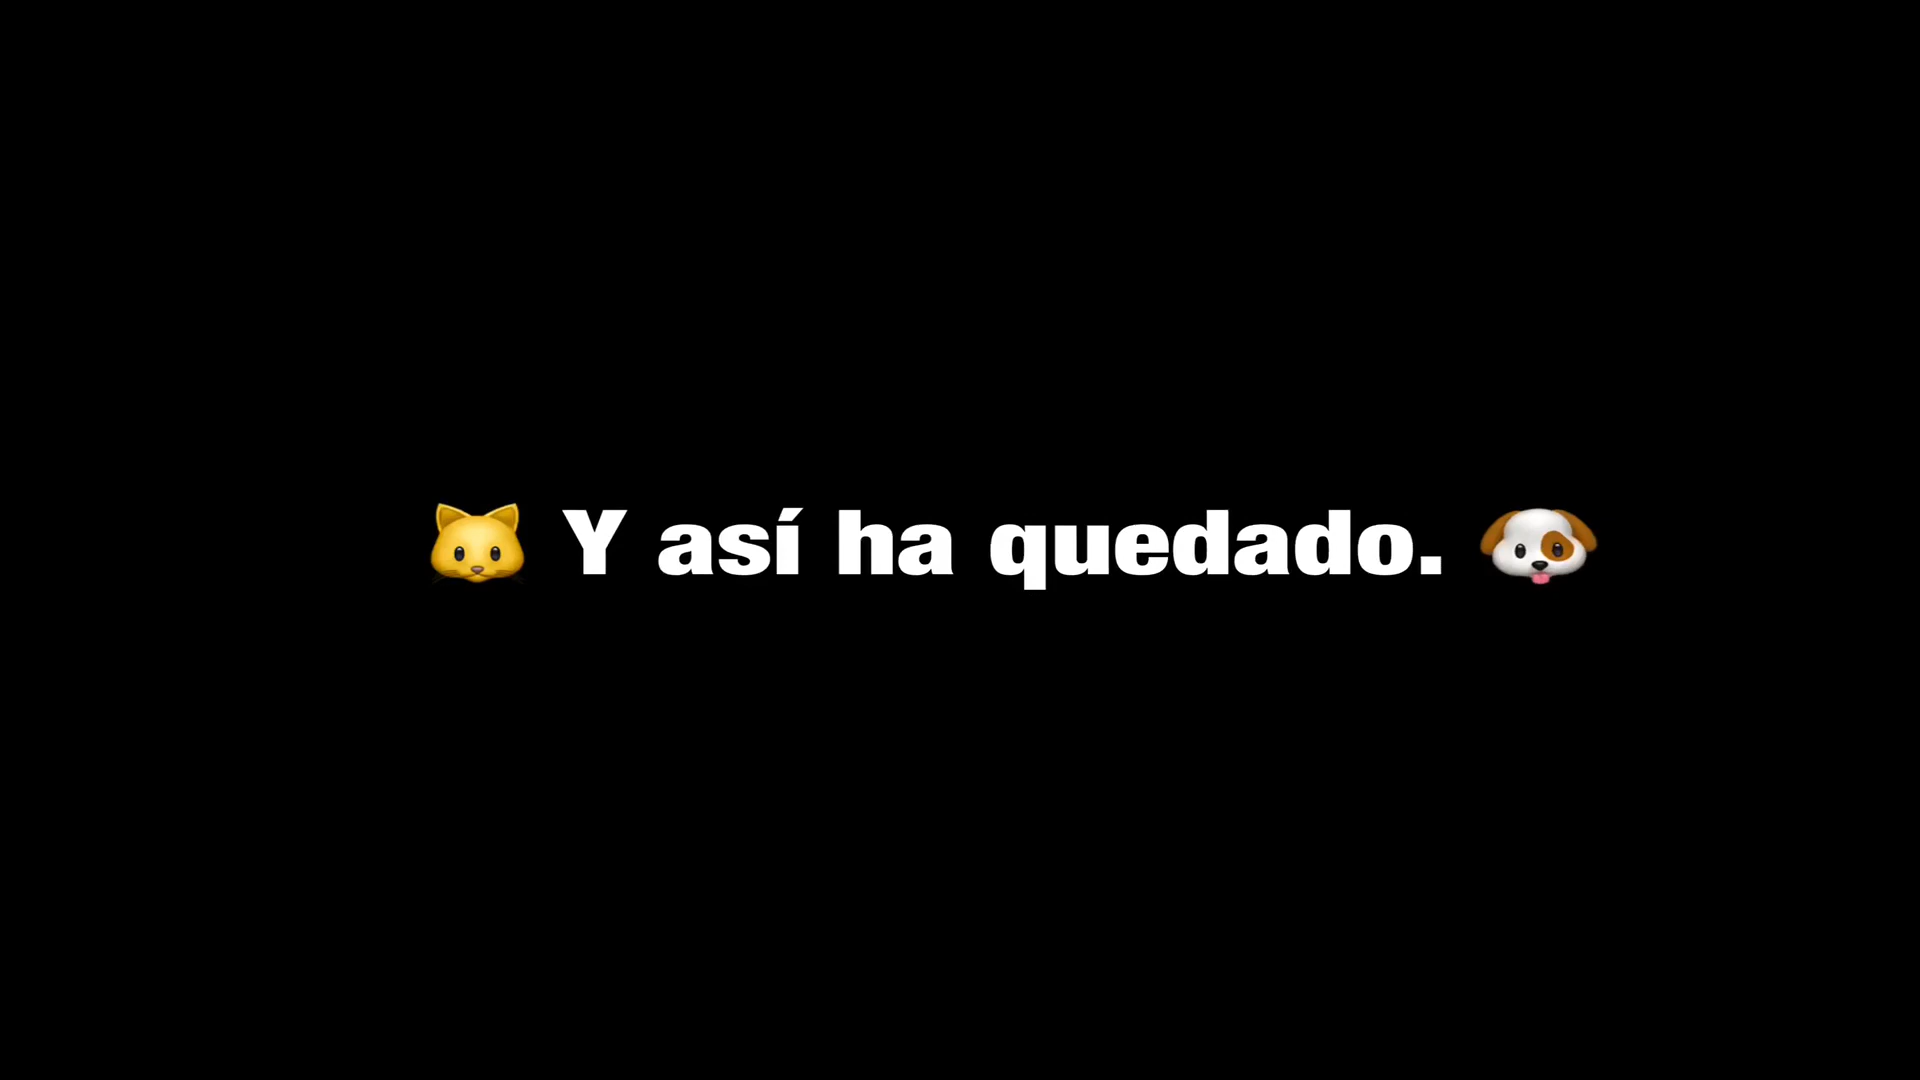 🐱 Y así ha quedado. 🐶